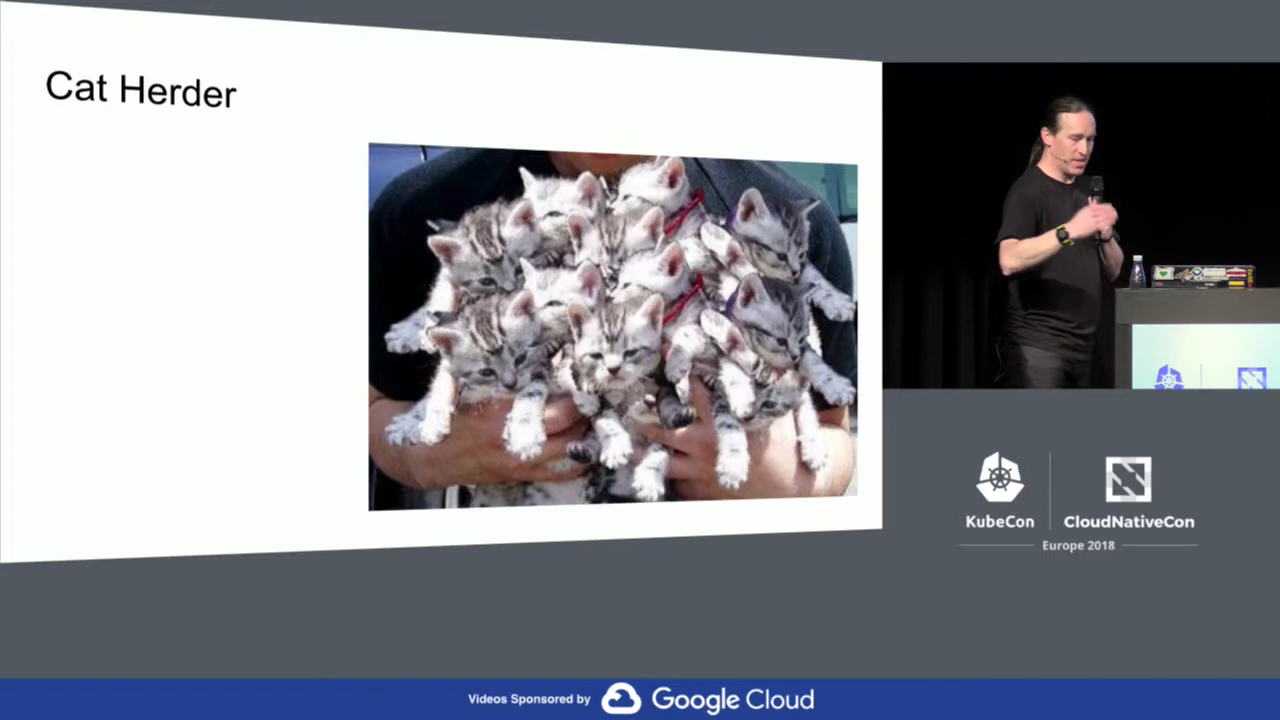 Cat Herder
KubeCon
CloudNativeCon
Europe 2018
Videos Sponsored by Google Cloud